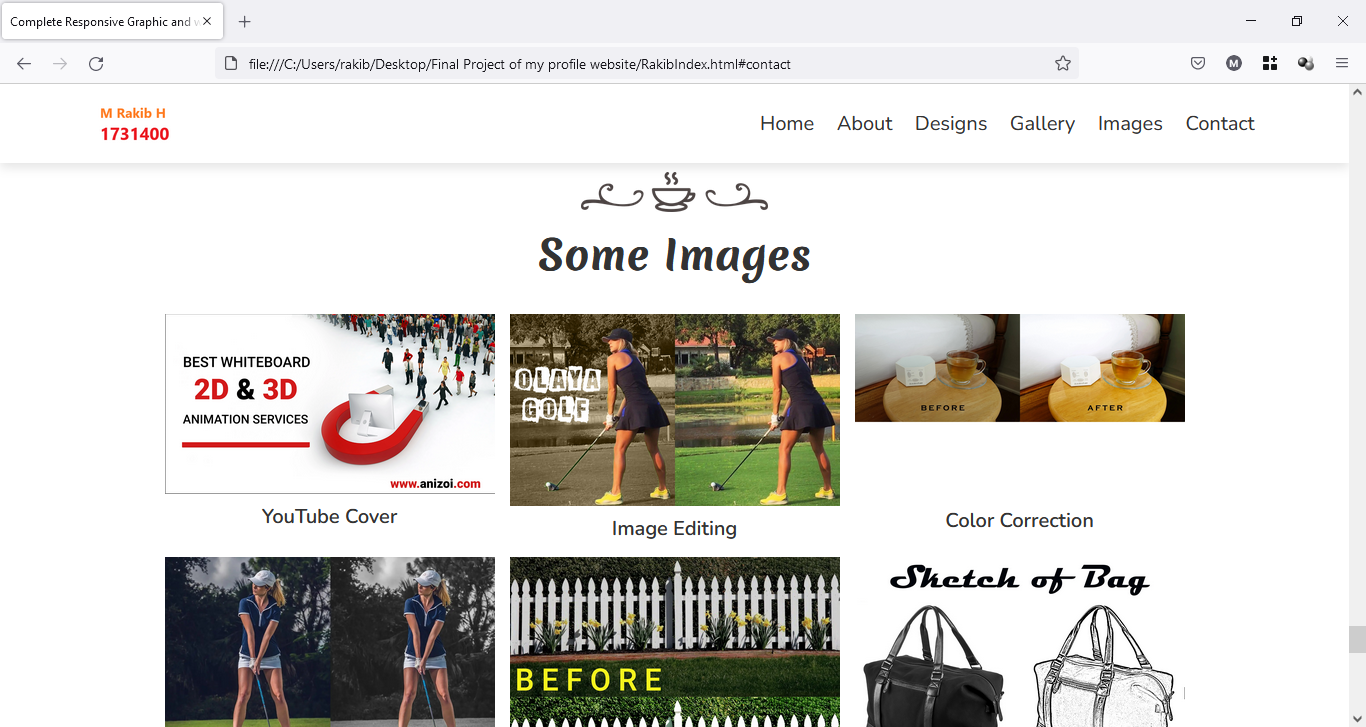 Complete Responsive Graphic and w
file:///C:/Users/rakib/Desktop/Final Project of my profile website/RakibIndex.html#contact
M Rakib H
1731400
Home About Designs Gallery Images Contact
Some Images
BEST WHITEBOARD
2D & 3D
ANIMATION SERVICES
www.anizoi.com
YouTube Cover
OLAYA
GOLF
Image Editing
BEFORE AFTER
Color Correction
BEFORE
Sketch of Bag